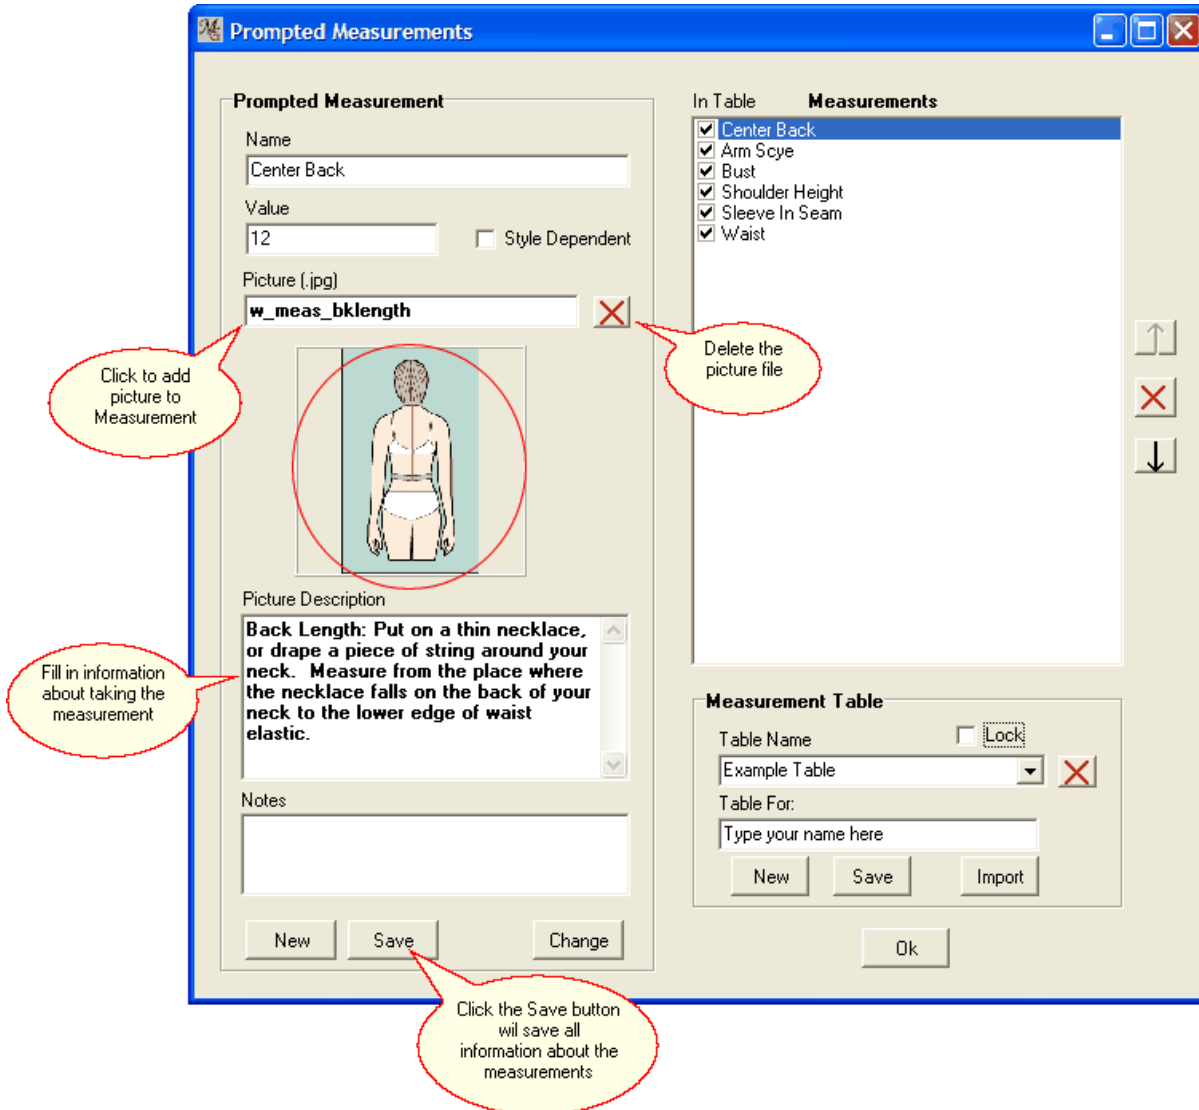 Prompted Measurements
Prompted Measurement
Name
Center Back
Value
12
Style Dependent
Picture (.jpg)
w_meas_bklength
Click to add
picture to
Measurement
Delete the
picture file
Picture Description
Back Length: Put on a thin necklace,
or drape a piece of string around your
neck. Measure from the place where
the necklace falls on the back of your
neck to the lower edge of waist
elastic.
Fill in information
about taking the
measurement
Notes
New
Save
Change
Click the Save button
wil save all
information about the
measurements
In Table Measurements
Center Back
Arm Scye
Bust
Shoulder Height
Sleeve In Seam
Waist
Measurement Table
Table Name
Lock
Example Table
Table For:
Type your name here
New
Save
Import
Ok